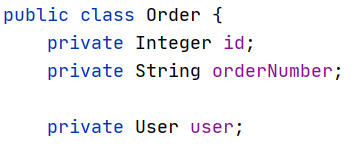 public class Order {
    private Integer id;
    private String orderNumber;

    private User user;